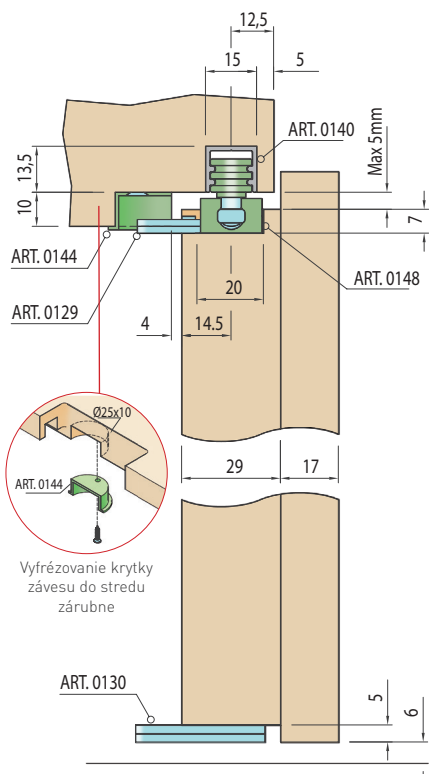 12,5
15
5
ART. 0140
13,5
Max 5mm
10
7
ART. 0144
ART. 0148
20
ART. 0129
4
14.5
Ø25x10
ART. 0144
29
17
Vyfrézovanie krytky
závesu do stredu
zárubne
ART. 0130
5
6